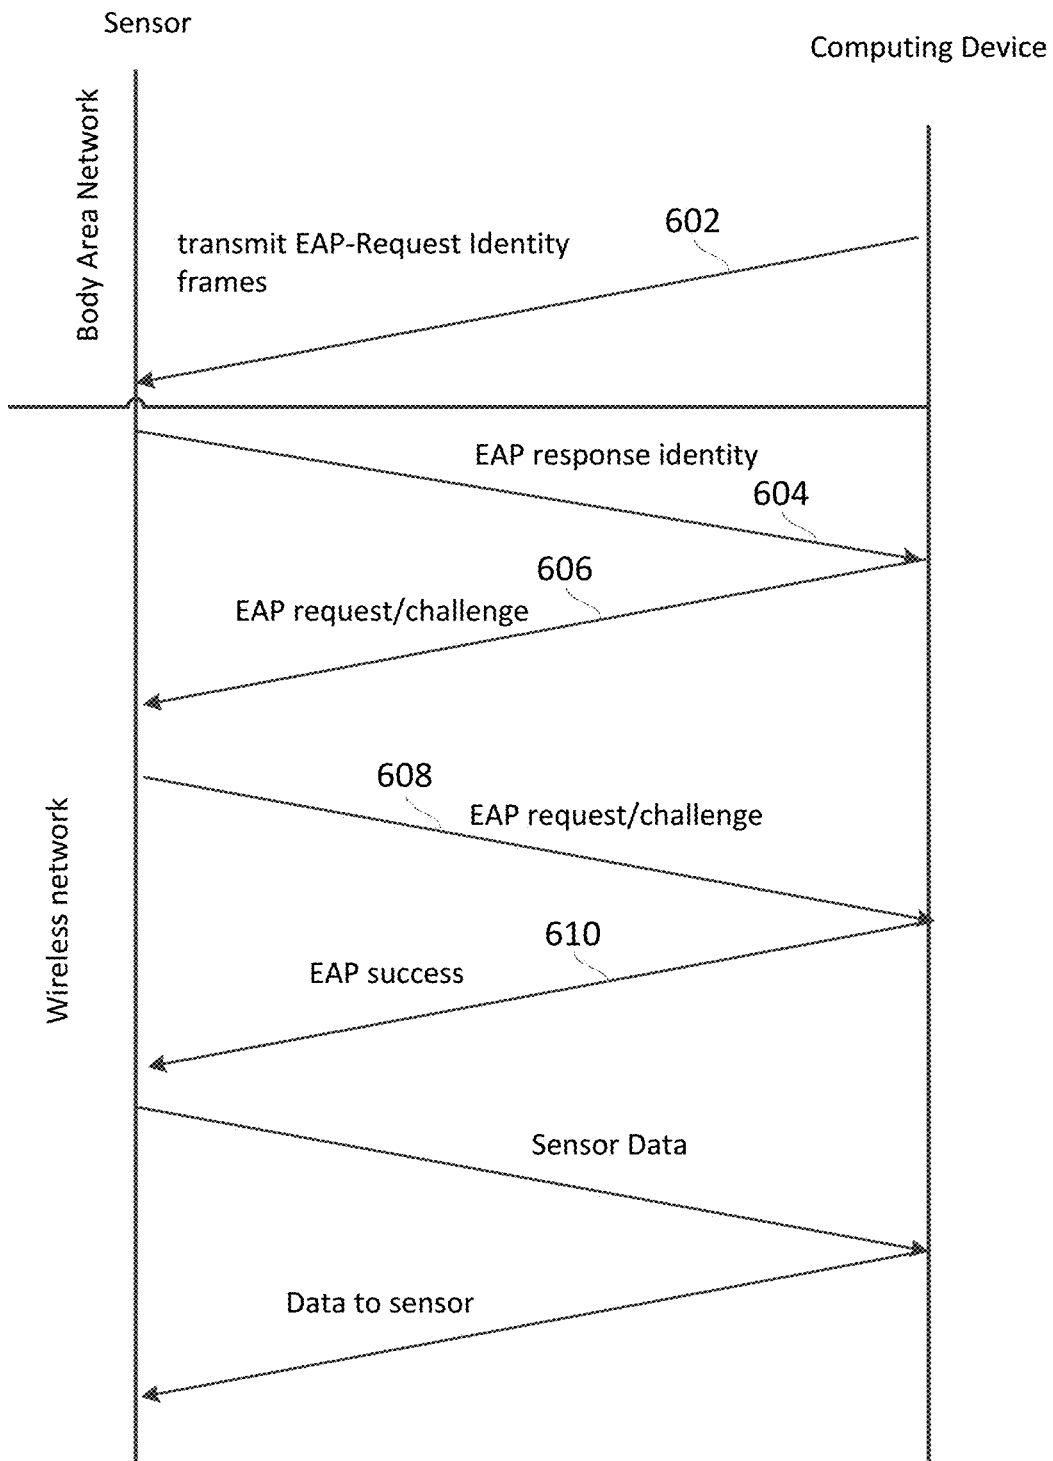 Sensor
Computing Device
Body Area Network
602
transmit EAP-Request Identity
frames
EAP response identity
604
606
EAP request/challenge
608
EAP request/challenge
Wireless network
610
EAP success
Sensor Data
Data to sensor